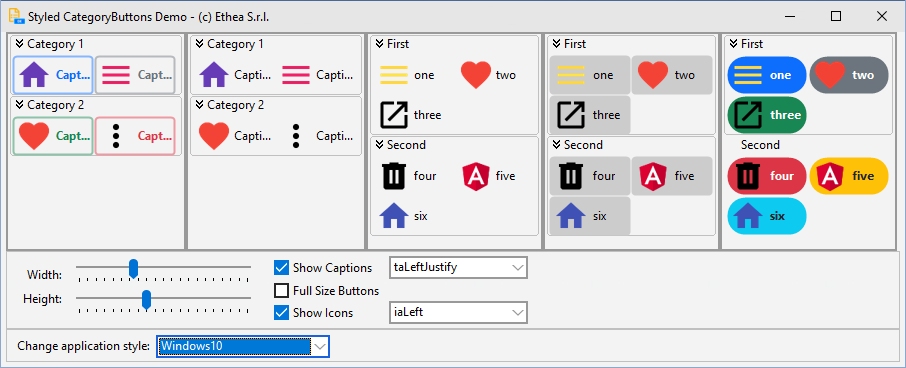 Styled CategoryButtons Demo - (c) Ethea S.r.l.
Category 1
Capt... Capt...
Category 2
Capt... Capt...
Category 1
Capti... Capti...
Category 2
Capti... Capti...
First
one two
three
Second
four five
six
First
one two
three
Second
four five
six
First
one two
three
Second
four five
six
Width:
Height:
Show Captions taLeftJustify
Full Size Buttons
Show Icons iaLeft
Change application style: Windows10